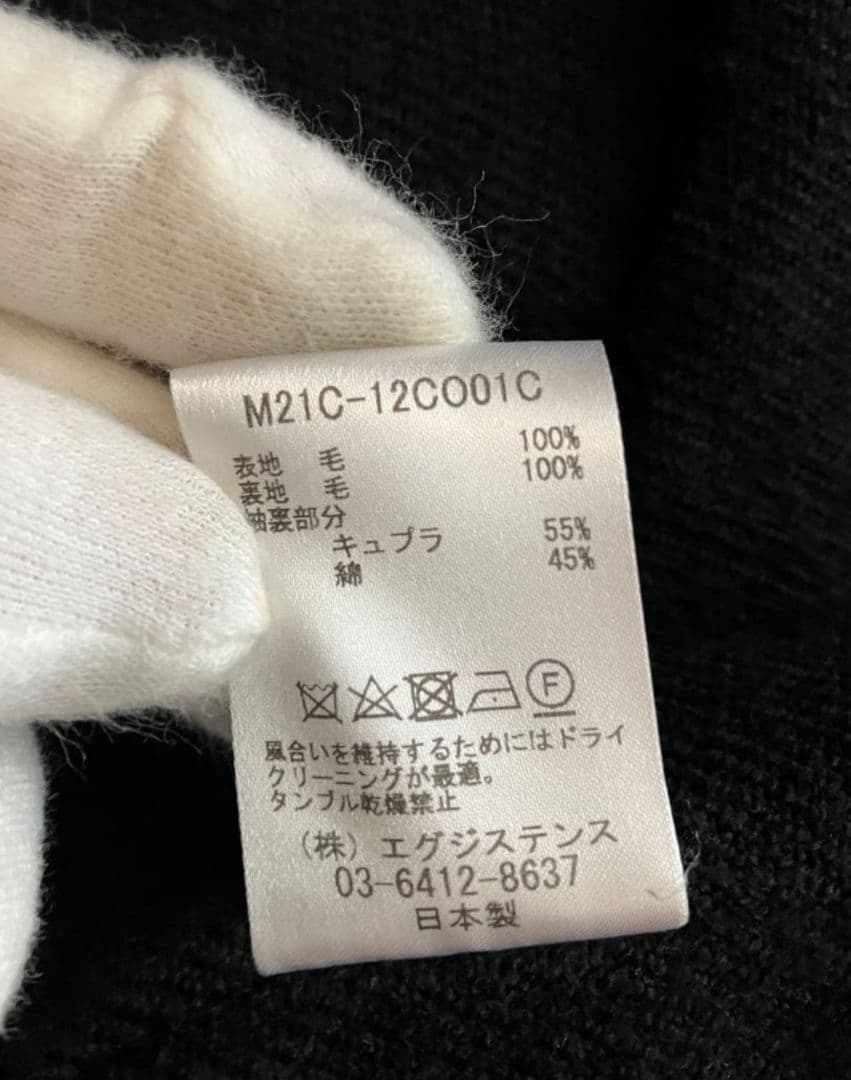 M21C-12CO01C
表地 毛 100%
裏地 毛 100%
袖裏部分
キュプラ 55%
綿 45%
F
風合いを維持するためにはドライ
クリーニングが最適。
タンブル乾燥禁止
(株) エグジステンス
03-6412-8637
日本製